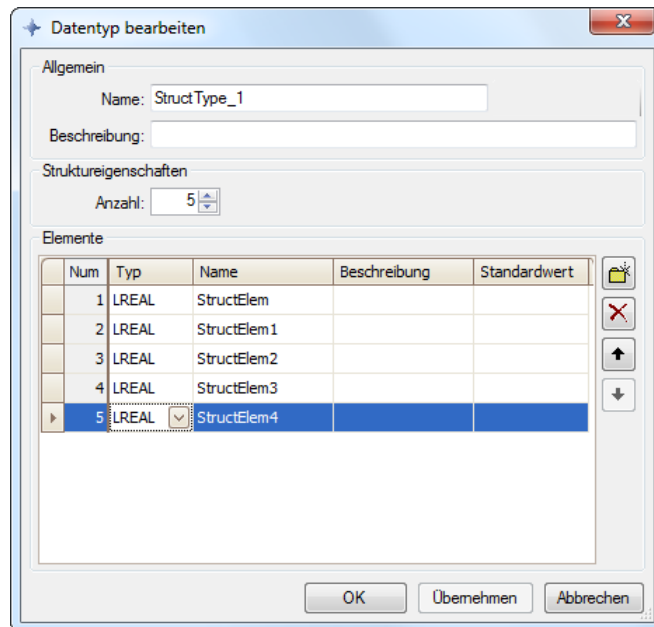 Datentyp bearbeiten
Allgemein
Name: StructType_1
Beschreibung:
Struktureigenschaften
Anzahl: 5
Elemente
Num Typ Name Beschreibung Standardwert
1 LREAL StructElem
2 LREAL StructElem1
3 LREAL StructElem2
4 LREAL StructElem3
5 LREAL StructElem4
OK Übernehmen Abbrechen